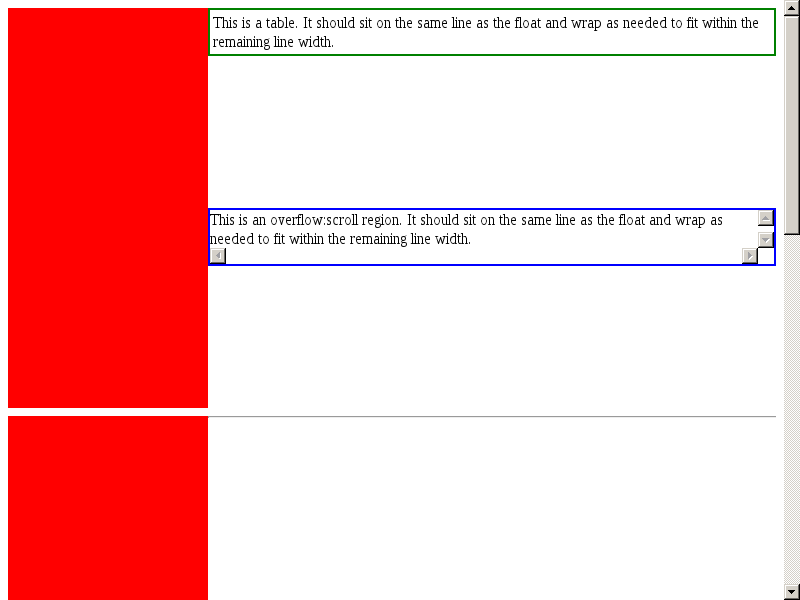 This is a table. It should sit on the same line as the float and wrap as needed to fit within the
remaining line width.
This is an overflow:scroll region. It should sit on the same line as the float and wrap as
needed to fit within the remaining line width.